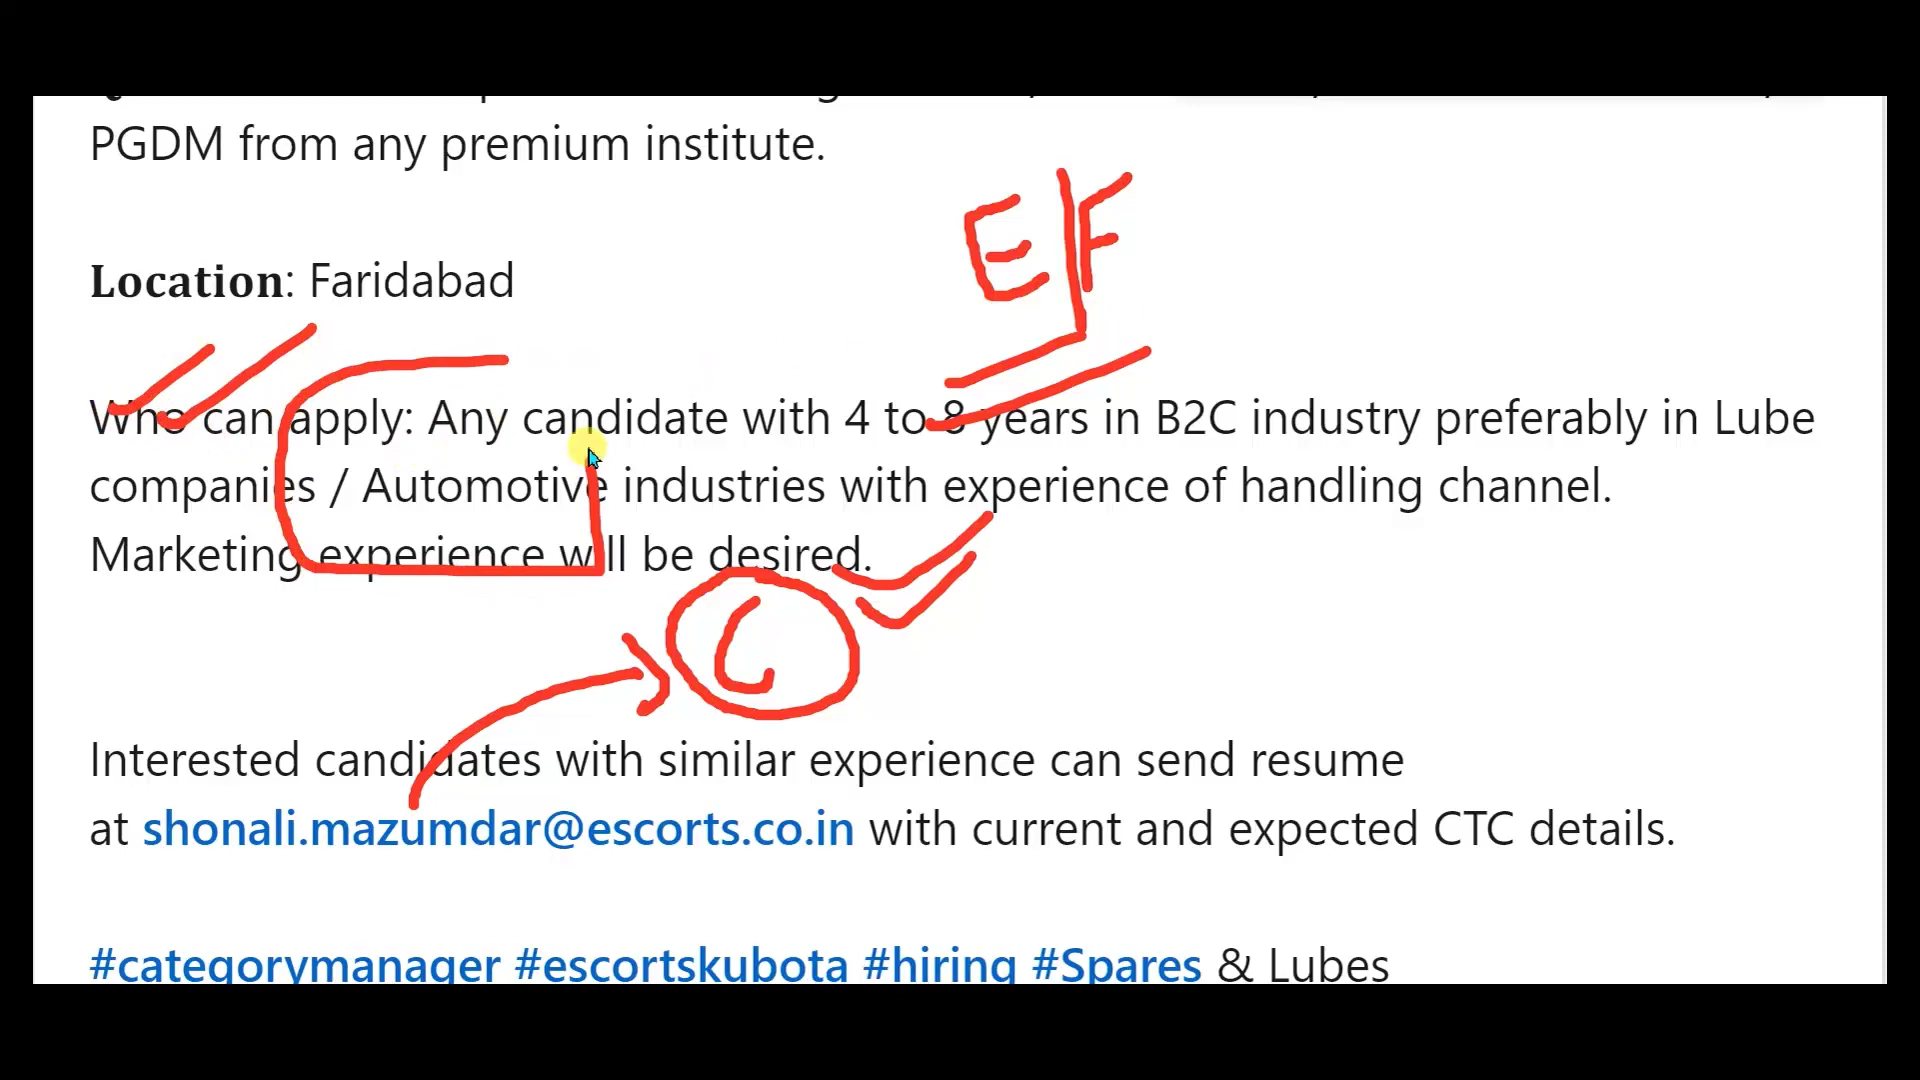 PGDM from any premium institute.
E F
Location: Faridabad
Who can apply: Any candidate with 4 to 8 years in B2C industry preferably in Lube
companies / Automotive industries with experience of handling channel.
Marketing experience will be desired.
C
Interested candidates with similar experience can send resume
at shonali.mazumdar@escorts.co.in with current and expected CTC details.
#categorymanager #escortskubota #hiring #Spares & Lubes